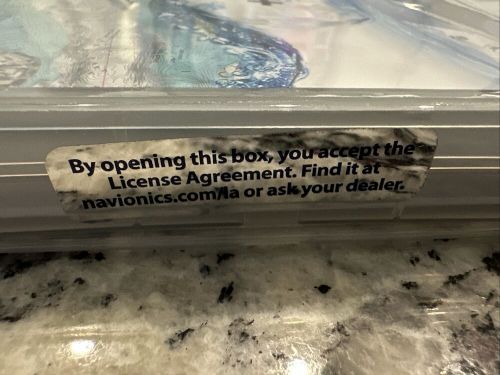 By opening this box, you accept the
License Agreement. Find it at
navionics.com/la or ask your dealer.